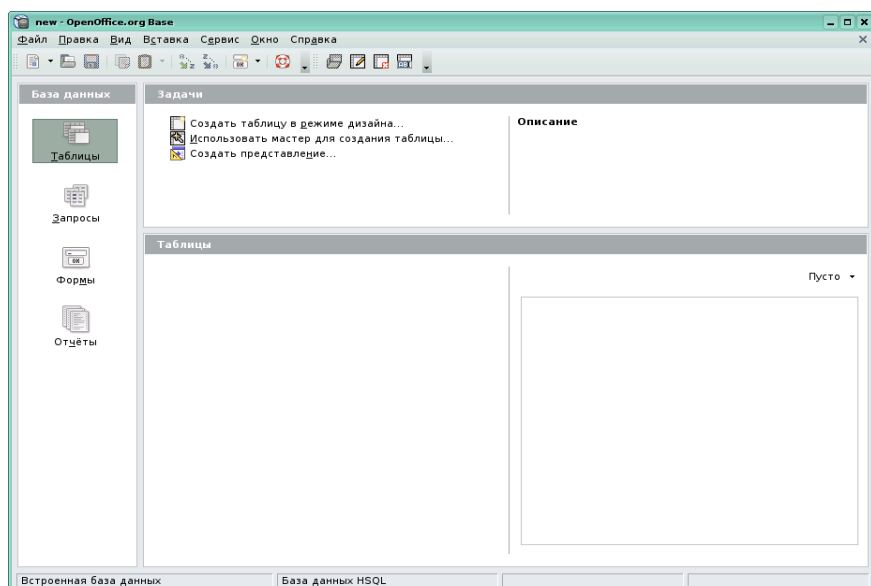 new - OpenOffice.org Base
Файл Правка Вид Вставка Сервис Окно Справка
База данных
Таблицы
Запросы
Формы
Отчёты
Задачи
Создать таблицу в режиме дизайна...
Использовать мастер для создания таблицы...
Создать представление...
Описание
Таблицы
Пусто
Встроенная база данных
База данных HSQL